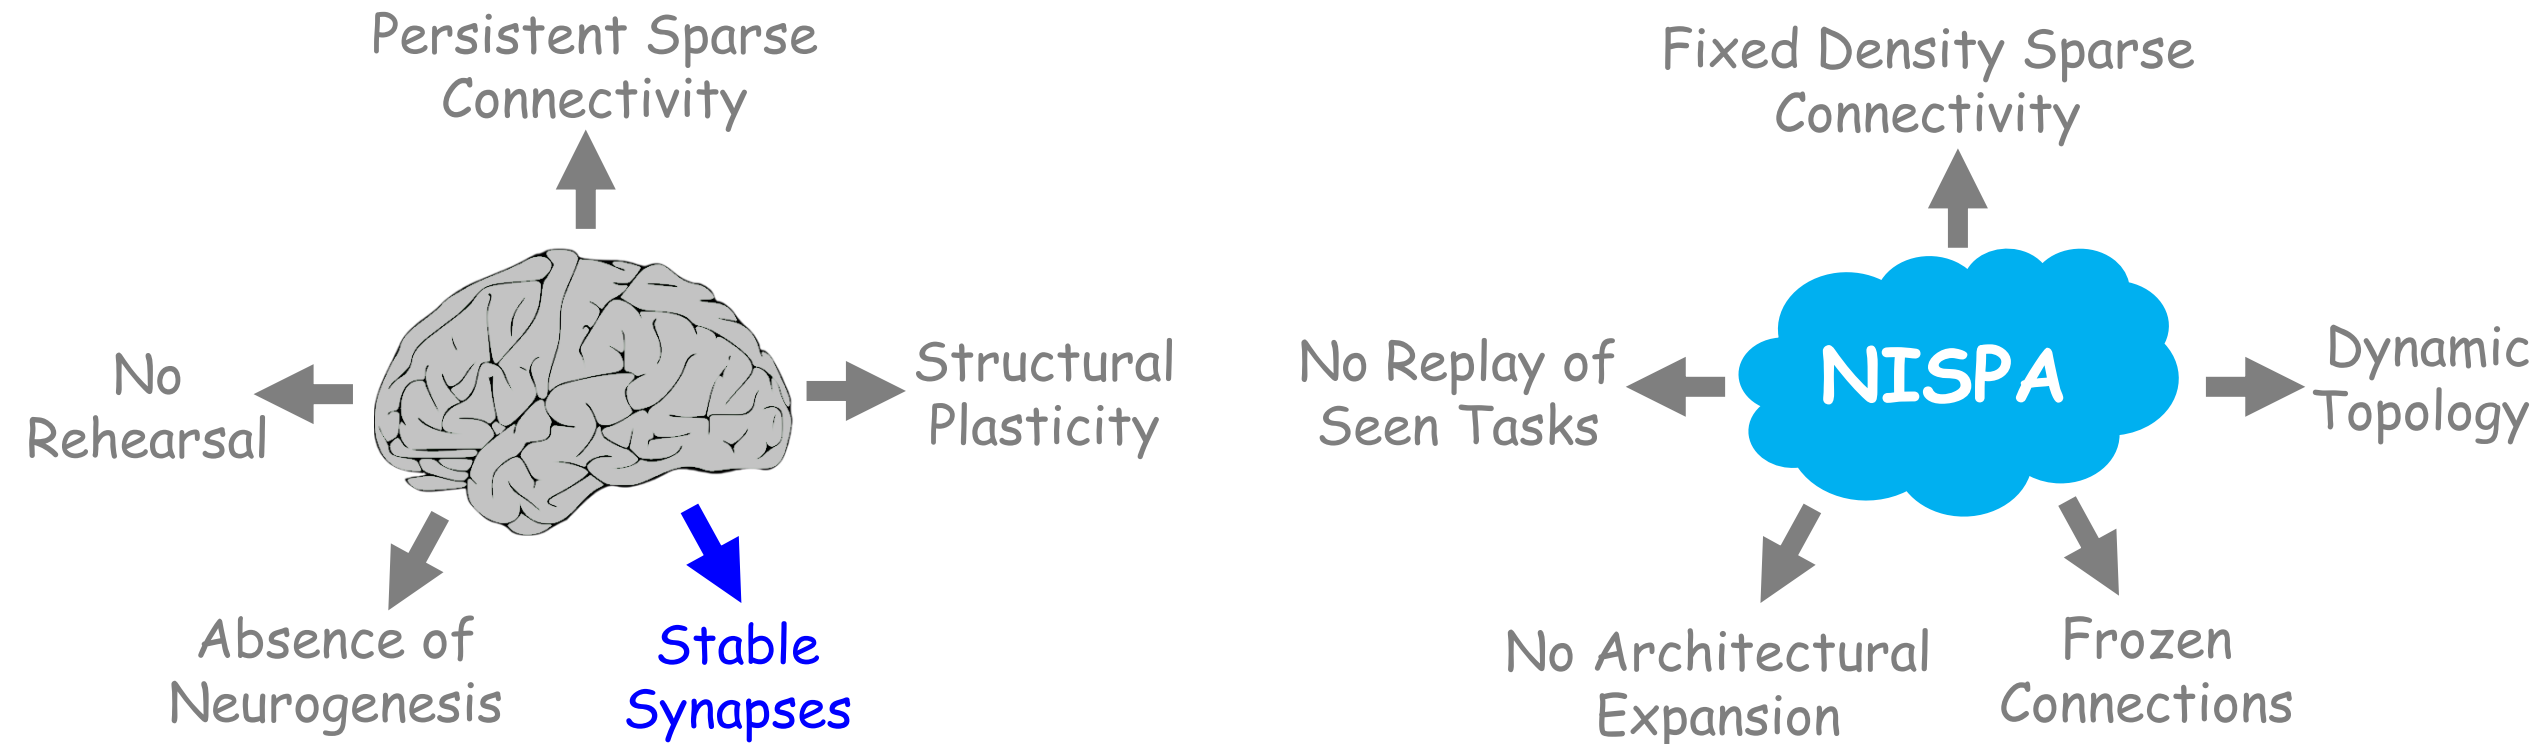 Persistent Sparse
Connectivity
No
Rehearsal
Structural
Plasticity
Absence of
Neurogenesis
Stable
Synapses
Fixed Density Sparse
Connectivity
No Replay of
Seen Tasks
NISPA
Dynamic
Topology
No Architectural
Expansion
Frozen
Connections